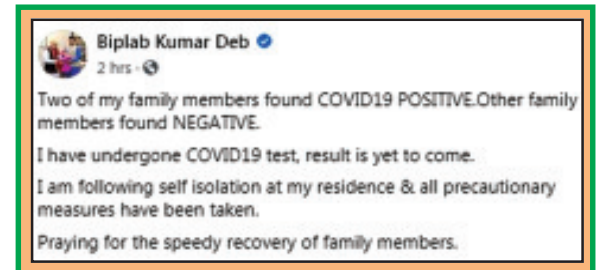 Biplab Kumar Deb
2 hrs ·
Two of my family members found COVID19 POSITIVE.Other family
members found NEGATIVE.
I have undergone COVID19 test, result is yet to come.
I am following self isolation at my residence & all precautionary
measures have been taken.
Praying for the speedy recovery of family members.